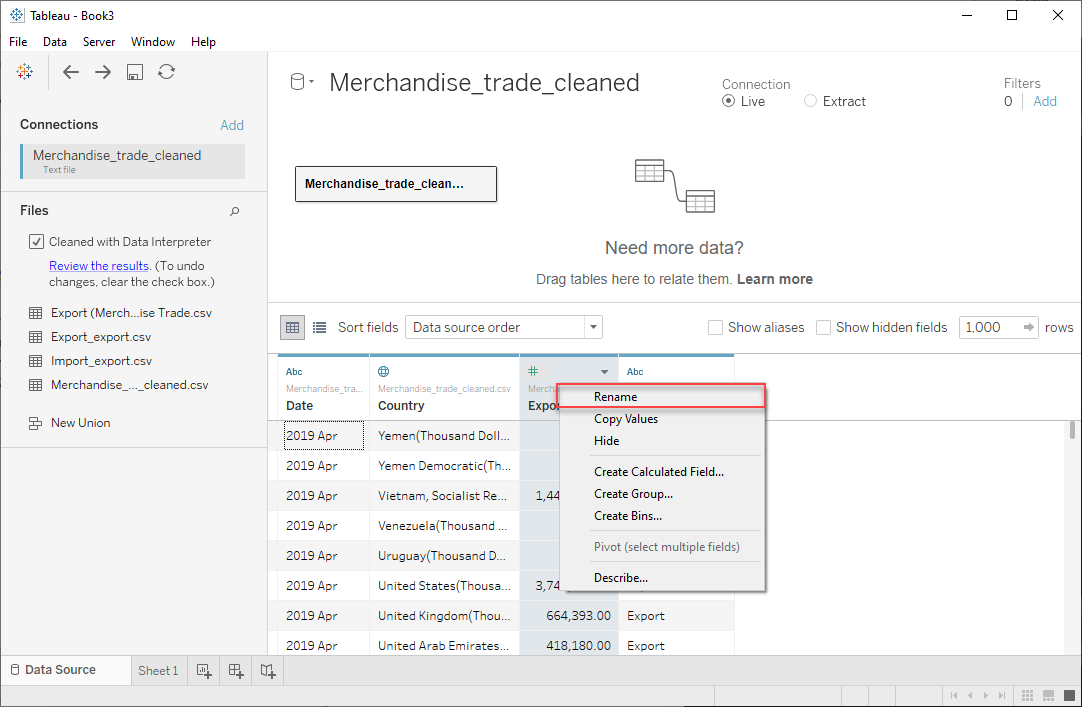 Tableau - Book3
File Data Server Window Help
Connections Add
Merchandise_trade_cleaned
Text file
Files
Cleaned with Data Interpreter
Review the results. (To undo
changes, clear the check box.)
Export (Merch...ise Trade.csv
Export_export.csv
Import_export.csv
Merchandise_..._cleaned.csv
New Union
Merchandise_trade_cleaned
Connection
Live Extract
Filters
0 Add
Merchandise_trade_clean...
Need more data?
Drag tables here to relate them. Learn more
Sort fields Data source order Show aliases Show hidden fields 1,000 rows
Abc # Abc
Merchandise_tra... Merchandise_trade_cleaned.csv Merch
Date Country Expo
Rename
Copy Values
Hide
Create Calculated Field...
Create Group...
Create Bins...
Pivot (select multiple fields)
Describe...
2019 Apr Yemen(Thousand Doll...
2019 Apr Yemen Democratic(Th...
2019 Apr Vietnam, Socialist Re... 1,44
2019 Apr Venezuela(Thousand ...
2019 Apr Uruguay(Thousand D...
2019 Apr United States(Thousa... 3,74
2019 Apr United Kingdom(Thou... 664,393.00 Export
2019 Apr United Arab Emirates... 418,180.00 Export
Data Source Sheet 1